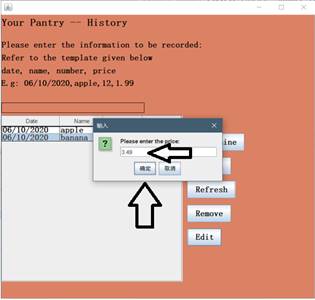 Your Pantry -- History
Please enter the information to be recorded:
Refer to the template given below
date, name, number, price
E.g: 06/10/2020,apple,12,1.99
Date Name
06/10/2020 apple
06/10/2020 banana
输入
Please enter the price:
3.49
确定 取消
Refresh
Remove
Edit